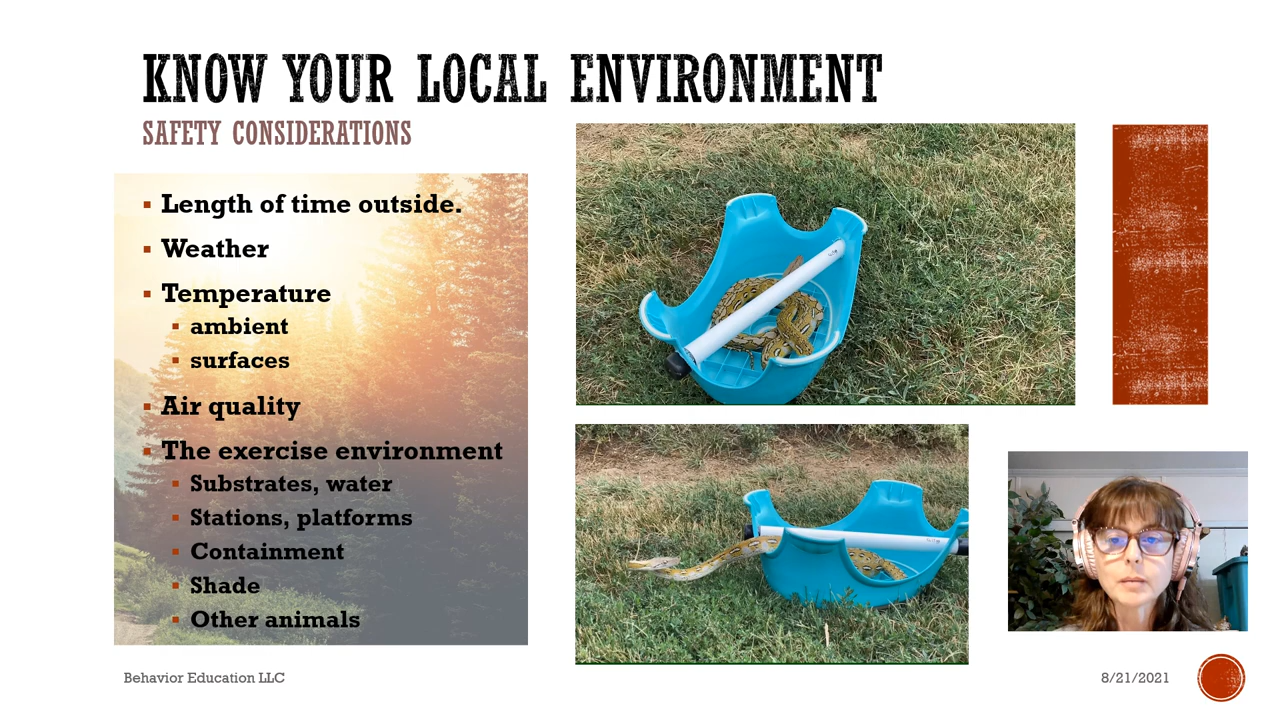 KNOW YOUR LOCAL ENVIRONMENT
SAFETY CONSIDERATIONS
Length of time outside.
Weather
Temperature
ambient
surfaces
Air quality
The exercise environment
Substrates, water
Stations, platforms
Containment
Shade
Other animals
Behavior Education LLC
8/21/2021